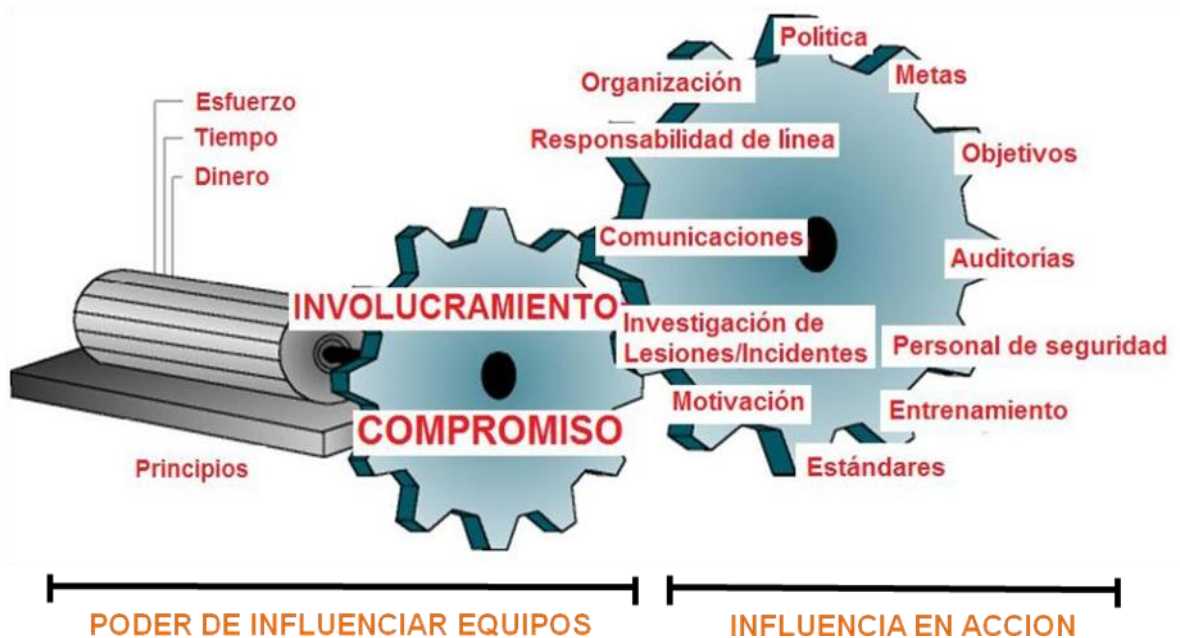 Esfuerzo
Tiempo
Dinero
Principios
INVOLUCRAMIENTO
COMPROMISO
Política
Organización
Metas
Responsabilidad de línea
Objetivos
Comunicaciones
Auditorias
Investigación de
Lesiones/Incidentes
Personal de seguridad
Motivación
Entrenamiento
Estándares
PODER DE INFLUENCIAR EQUIPOS
INFLUENCIA EN ACCION